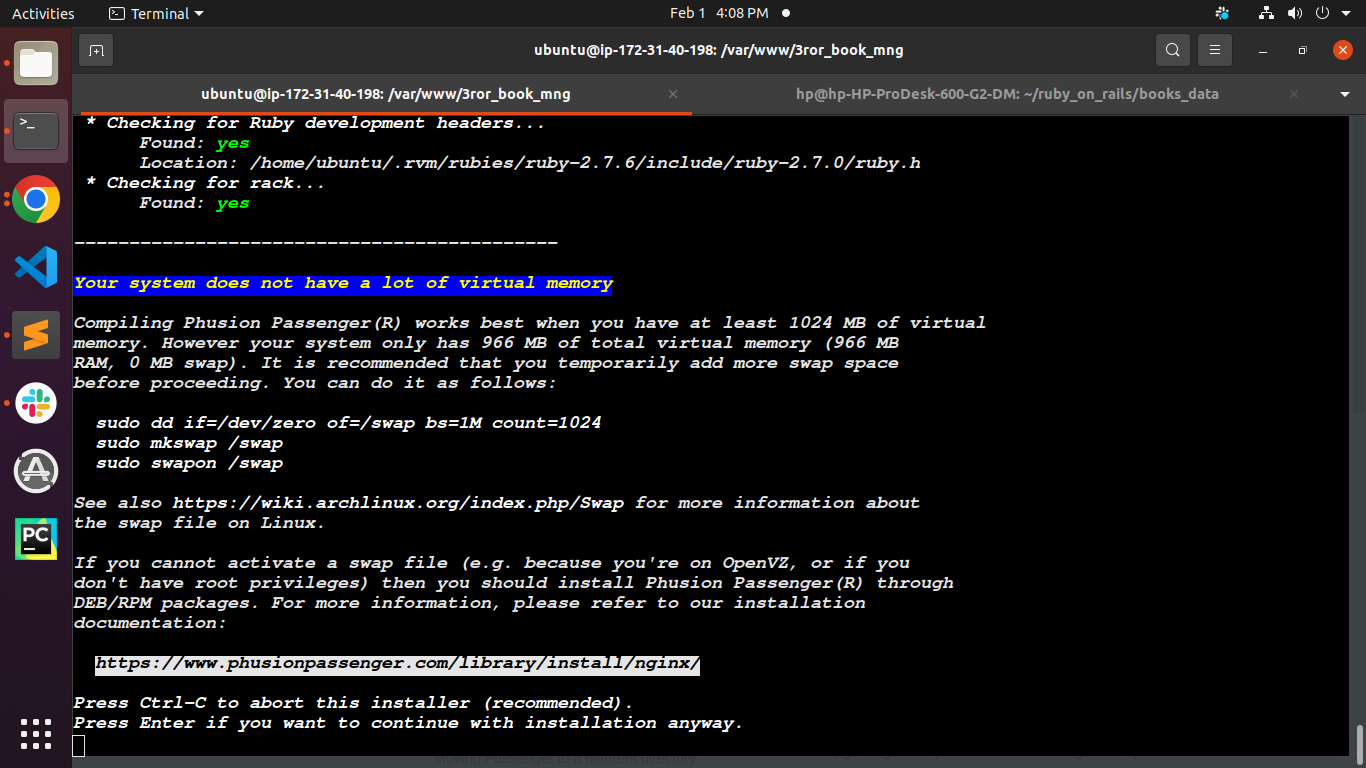 Activities
Terminal
Feb 1 4:08 PM
ubuntu@ip-172-31-40-198: /var/www/3ror_book_mng
ubuntu@ip-172-31-40-198: /var/www/3ror_book_mng
hp@hp-HP-ProDesk-600-G2-DM: ~/ruby_on_rails/books_data
* Checking for Ruby development headers...
Found: yes
Location: /home/ubuntu/.rvm/rubies/ruby-2.7.6/include/ruby-2.7.0/ruby.h
* Checking for rack...
Found: yes
--------------------------------------------
Your system does not have a lot of virtual memory
Compiling Phusion Passenger(R) works best when you have at least 1024 MB of virtual
memory. However your system only has 966 MB of total virtual memory (966 MB
RAM, 0 MB swap). It is recommended that you temporarily add more swap space
before proceeding. You can do it as follows:
sudo dd if=/dev/zero of=/swap bs=1M count=1024
sudo mkswap /swap
sudo swapon /swap
See also https://wiki.archlinux.org/index.php/Swap for more information about
the swap file on Linux.
If you cannot activate a swap file (e.g. because you're on OpenVZ, or if you
don't have root privileges) then you should install Phusion Passenger(R) through
DEB/RPM packages. For more information, please refer to our installation
documentation:
https://www.phusionpassenger.com/library/install/nginx/
Press Ctrl-C to abort this installer (recommended).
Press Enter if you want to continue with installation anyway.
Moving Passenger to a different directory
>_
PC